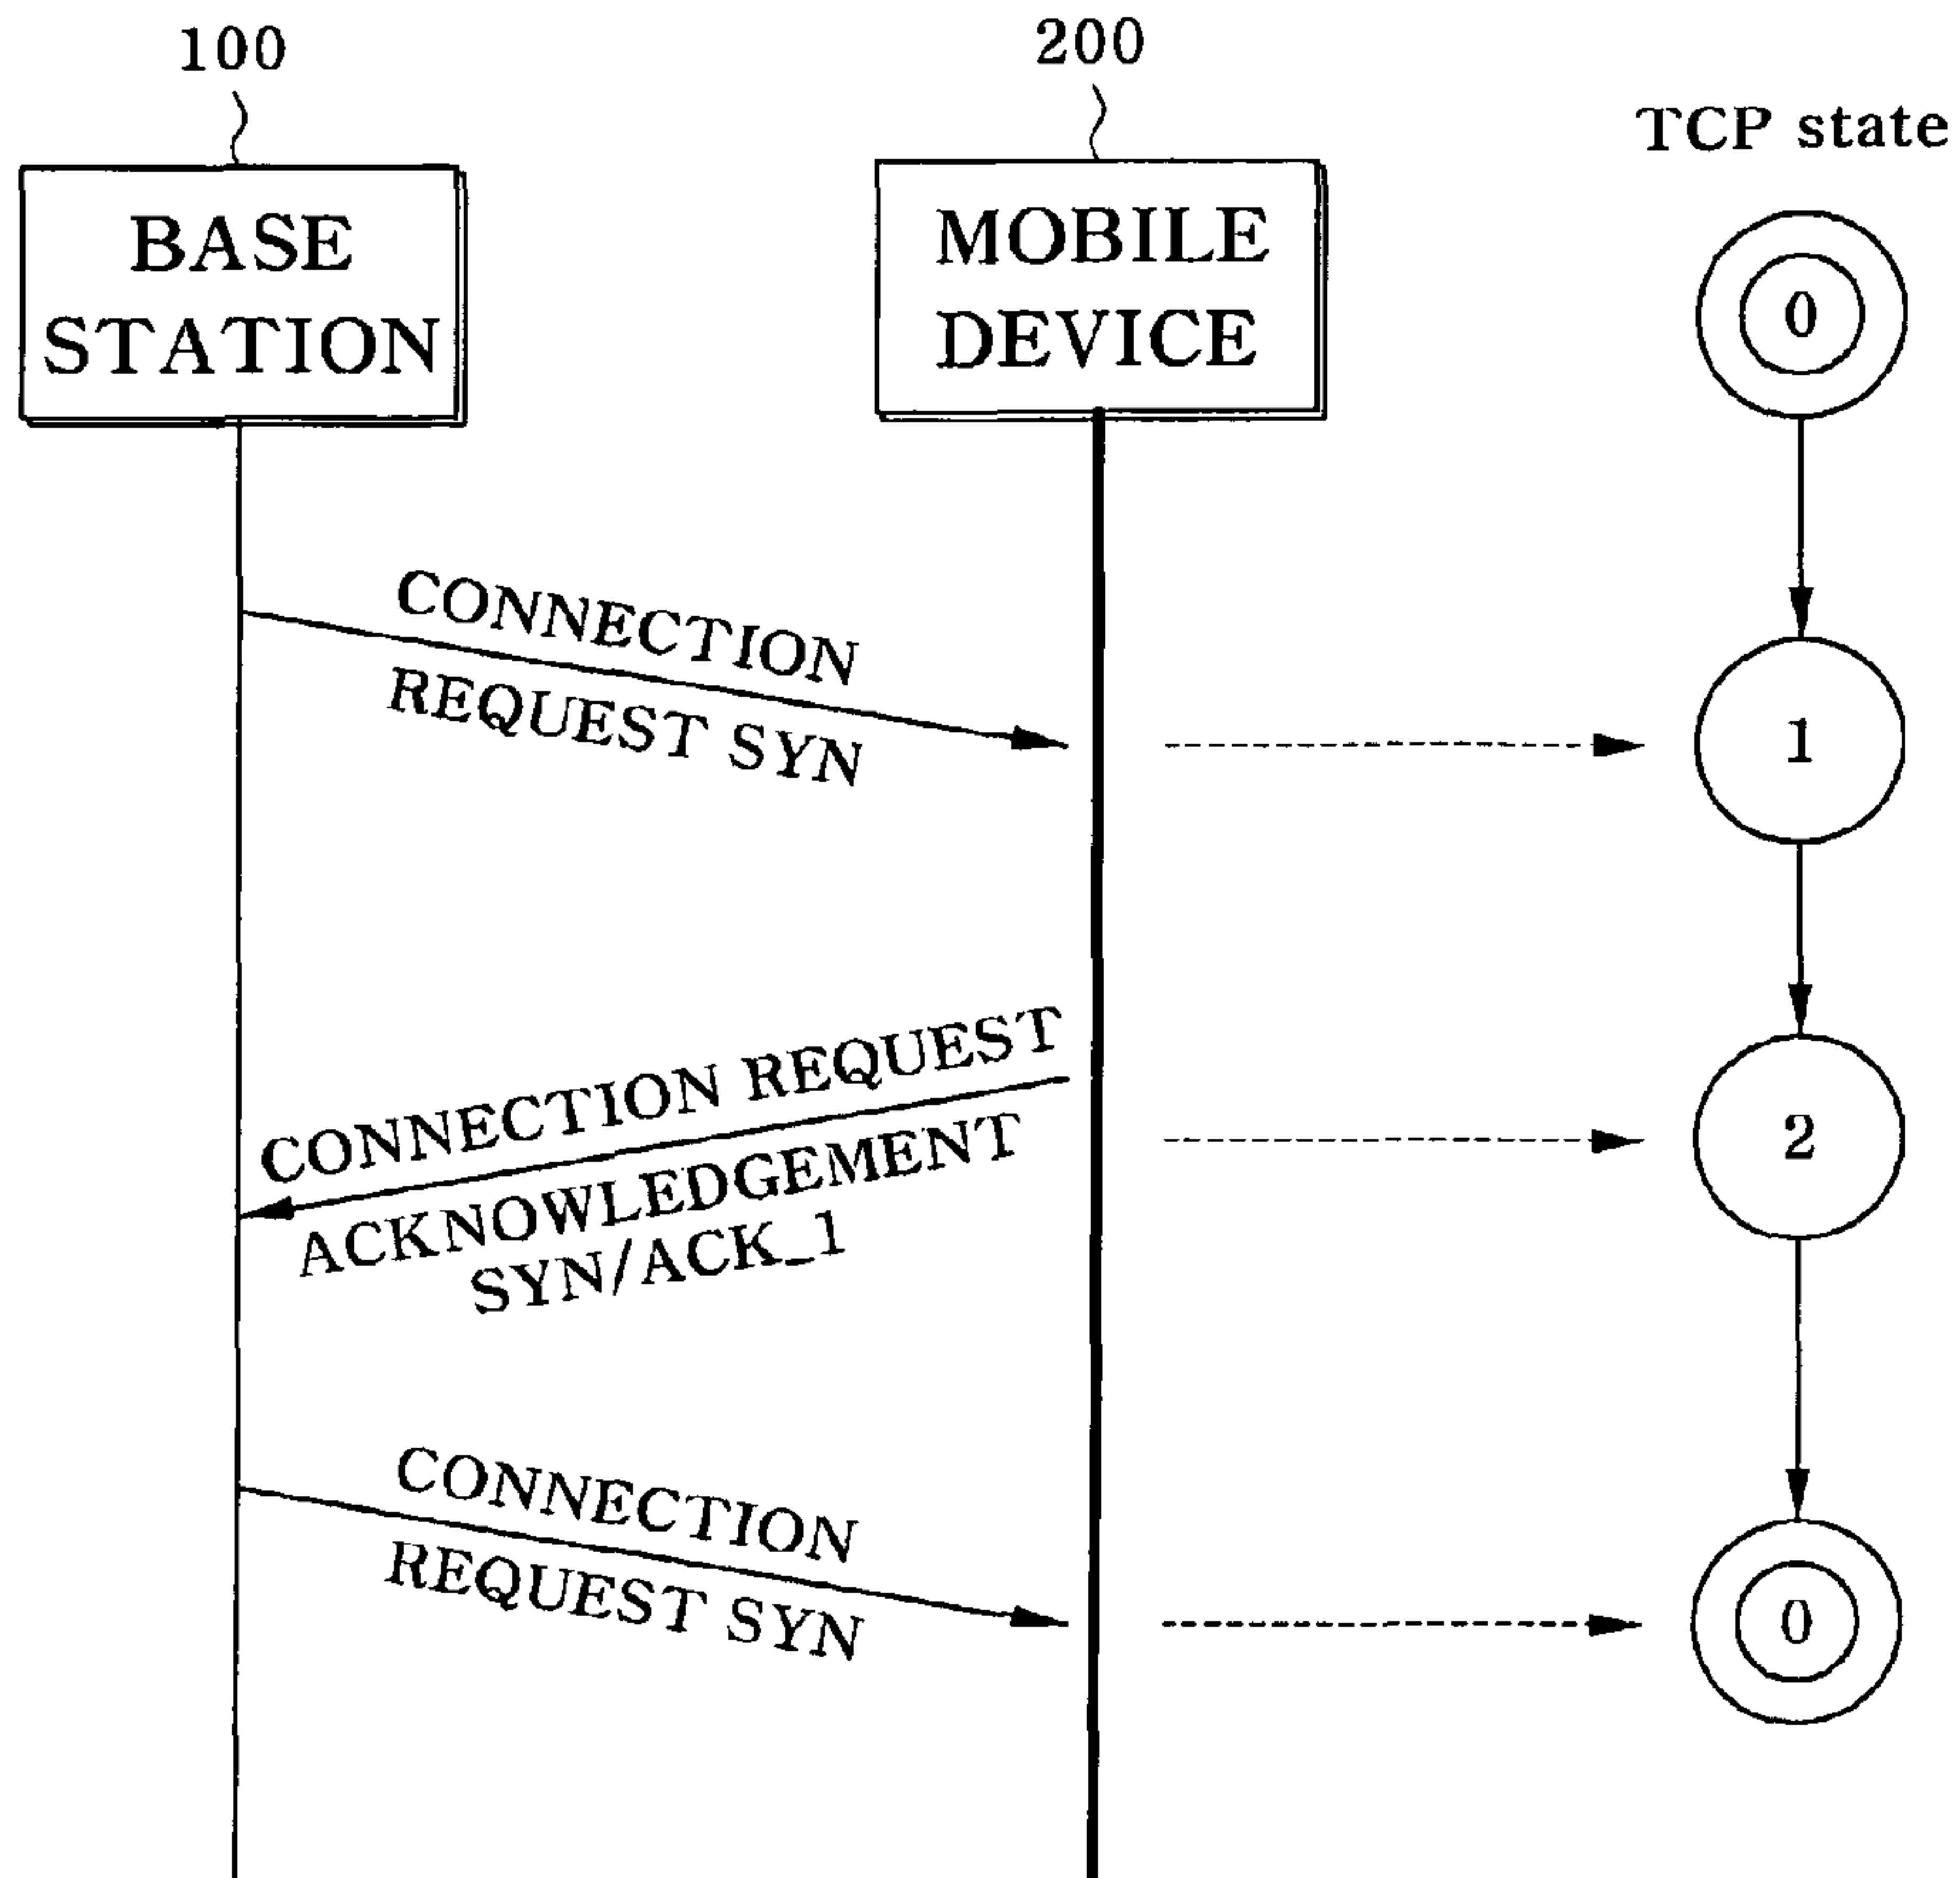 100
200
TCP state
BASE
STATION
MOBILE
DEVICE
0
CONNECTION
REQUEST SYN
1
CONNECTION REQUEST
ACKNOWLEDGEMENT
SYN/ACK_1
2
CONNECTION
REQUEST SYN
0